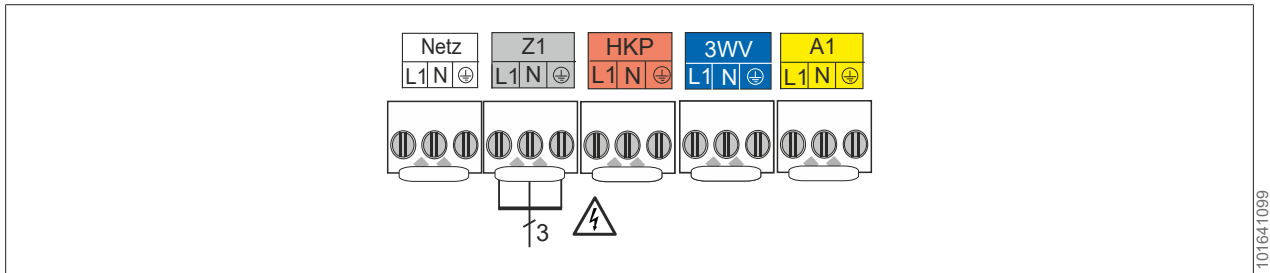 Netz Z1 HKP 3WV A1
L1 N L1 N L1 N L1 N L1 N
3
101641099